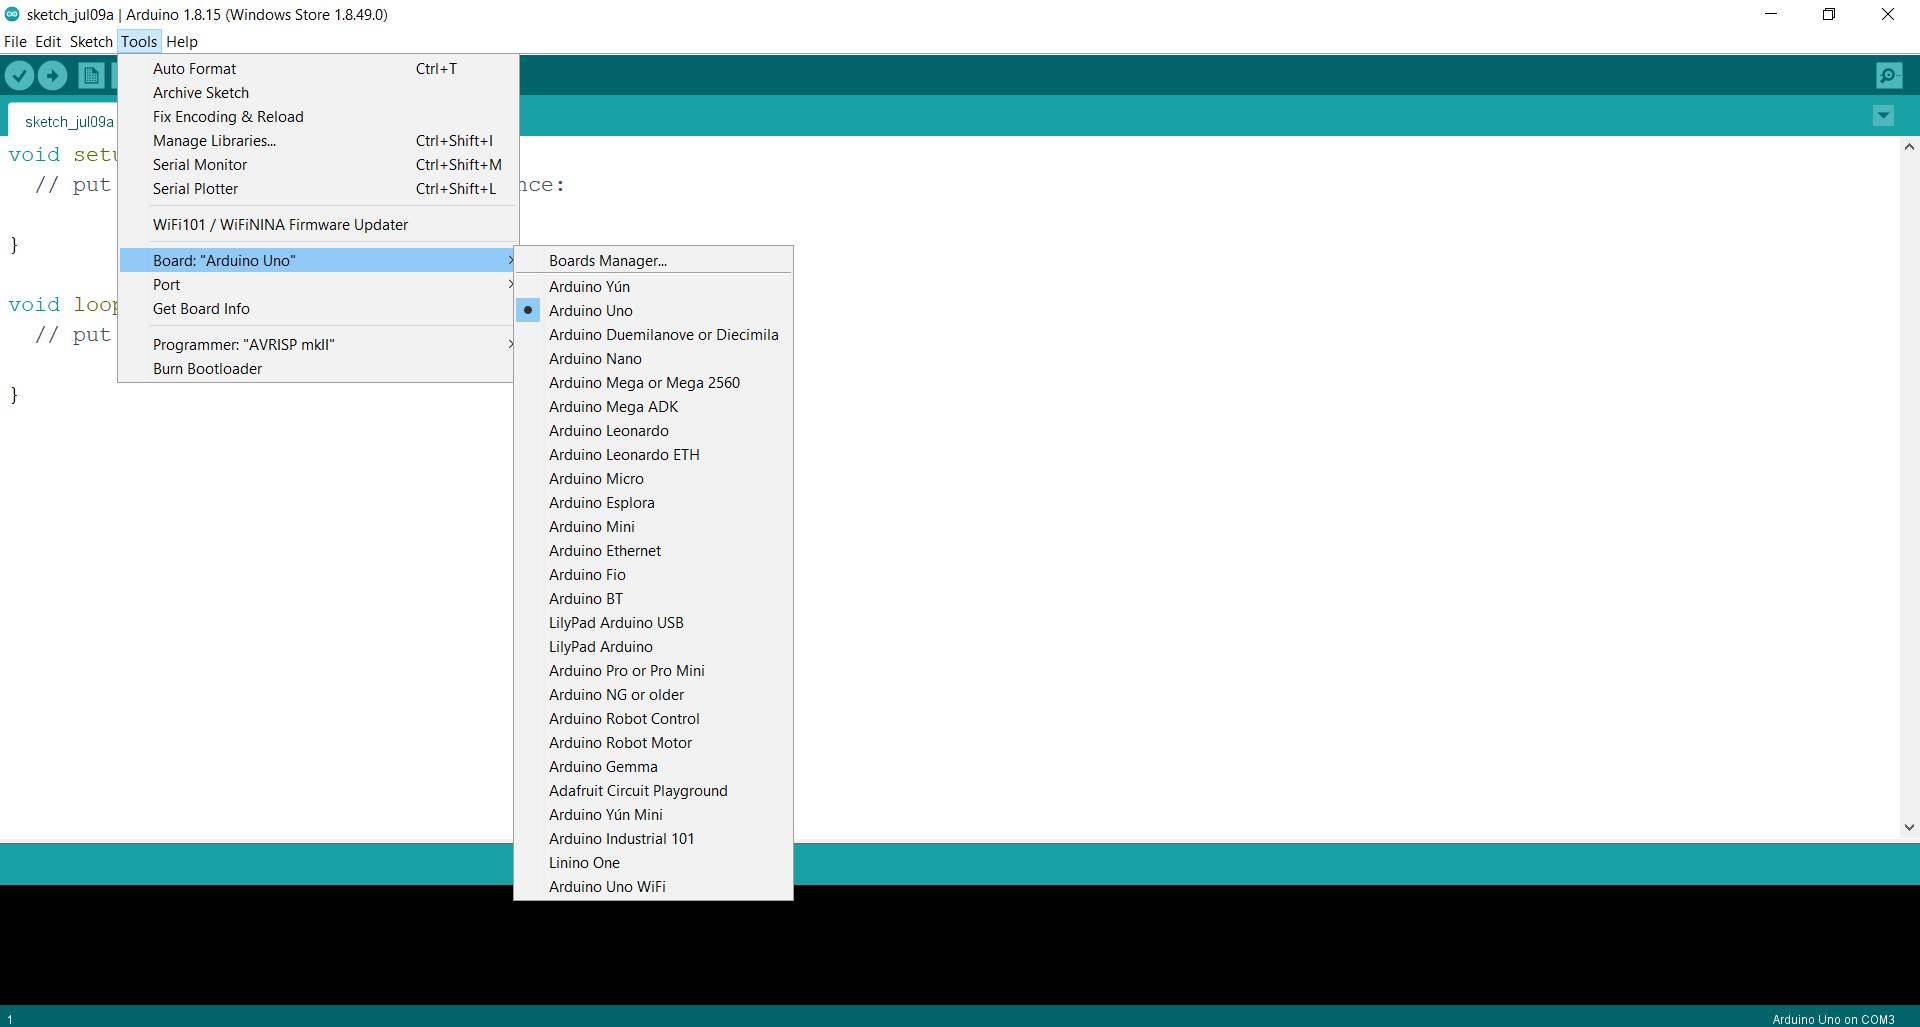 sketch_jul09a | Arduino 1.8.15 (Windows Store 1.8.49.0)
File Edit Sketch Tools Help
Auto Format Ctrl+T
Archive Sketch
Fix Encoding & Reload
Manage Libraries... Ctrl+Shift+I
Serial Monitor Ctrl+Shift+M
Serial Plotter Ctrl+Shift+L
WiFi101 / WiFiNINA Firmware Updater
Board: "Arduino Uno"
Port
Get Board Info
Programmer: "AVRISP mkII"
Burn Bootloader
Boards Manager...
Arduino Yún
Arduino Uno
Arduino Duemilanove or Diecimila
Arduino Nano
Arduino Mega or Mega 2560
Arduino Mega ADK
Arduino Leonardo
Arduino Leonardo ETH
Arduino Micro
Arduino Esplora
Arduino Mini
Arduino Ethernet
Arduino Fio
Arduino BT
LilyPad Arduino USB
LilyPad Arduino
Arduino Pro or Pro Mini
Arduino NG or older
Arduino Robot Control
Arduino Robot Motor
Arduino Gemma
Adafruit Circuit Playground
Arduino Yún Mini
Arduino Industrial 101
Linino One
Arduino Uno WiFi
sketch_jul09a
void
// put
}
void loop
// put
}
1
Arduino Uno on COM3